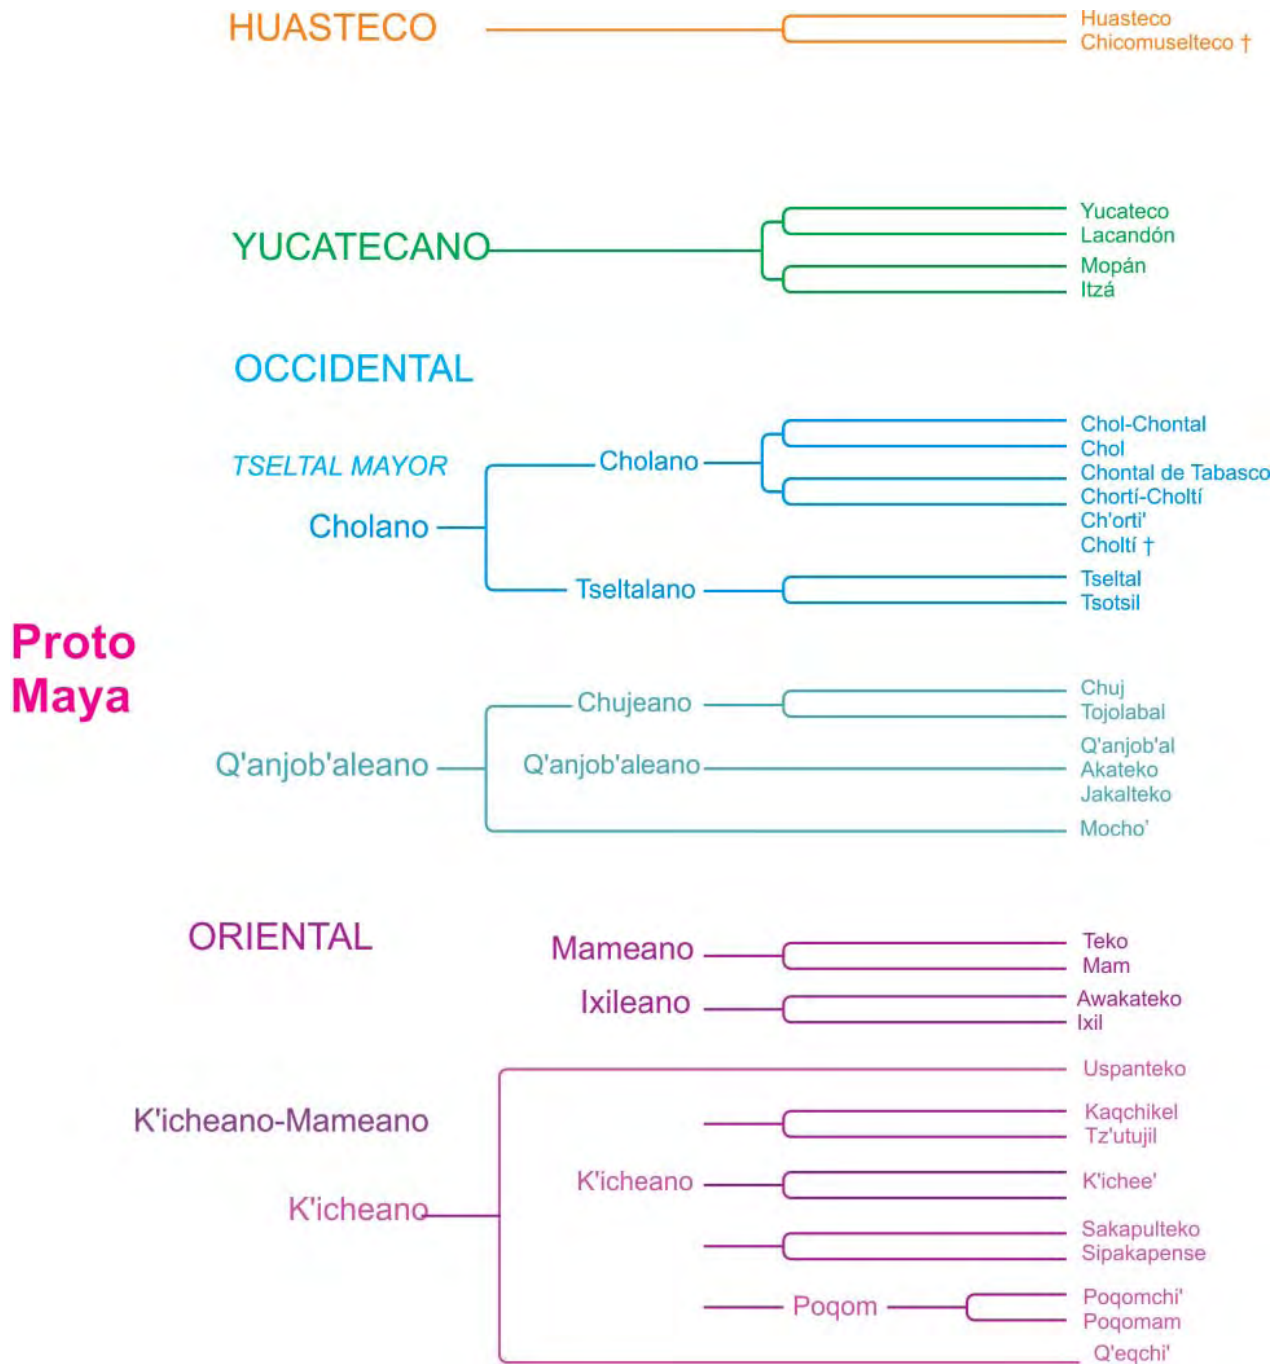 HUASTECO
Huasteco
Chicomuselteco †
YUCATECANO
Yucateco
Lacandón
Mopán
Itzá
OCCIDENTAL
TSELTAL MAYOR
Cholano
Cholano
Chol-Chontal
Chol
Chontal de Tabasco
Chortí-Choltí
Ch'orti'
Choltí †
Tseltalano
Tseltal
Tsotsil
Proto
Maya
Q'anjob'aleano
Chujeano
Chuj
Tojolabal
Q'anjob'aleano
Q'anjob'al
Akateko
Jakalteko
Mocho'
ORIENTAL
Mameano
Teko
Mam
Ixileano
Awakateko
Ixil
K'icheano-Mameano
K'icheano
Uspanteko
Kaqchikel
Tz'utujil
K'icheano
K'ichee'
Sakapulteko
Sipakapense
Poqom
Poqomchi'
Poqomam
Q'eqchi'